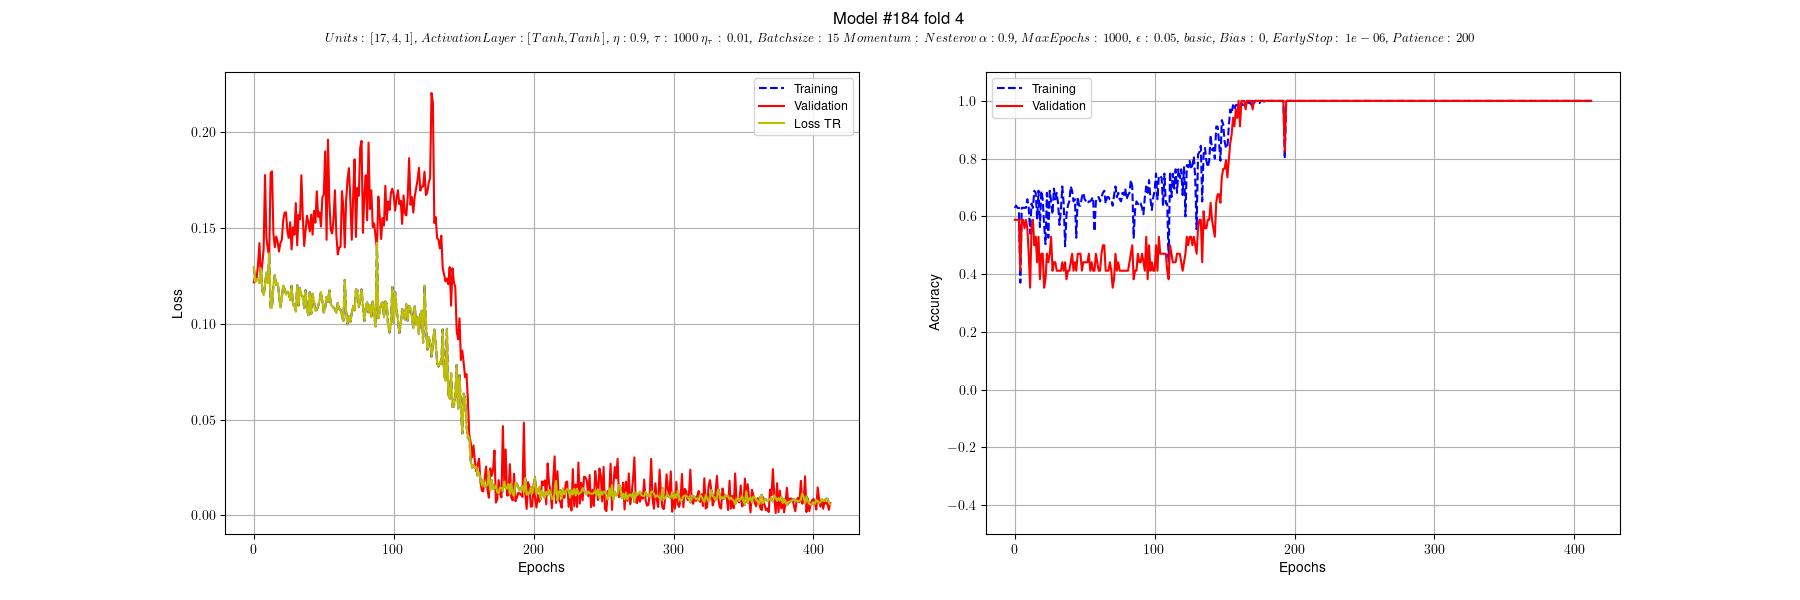 Model #184 fold 4
Units : [17, 4, 1], ActivationLayer : [Tanh, Tanh], η : 0.9, τ : 1000 ητ : 0.01, Batchsize : 15 Momentum : Nesterov α : 0.9, MaxEpochs : 1000, ϵ : 0.05, basic, Bias : 0, EarlyStop : 1e − 06, Patience : 200
Training
Validation
Loss TR
0.20
0.15
0.10
0.05
0.00
Loss
0 100 200 300 400
Epochs
Training
Validation
1.0
0.8
0.6
0.4
0.2
0.0
−0.2
−0.4
Accuracy
0 100 200 300 400
Epochs